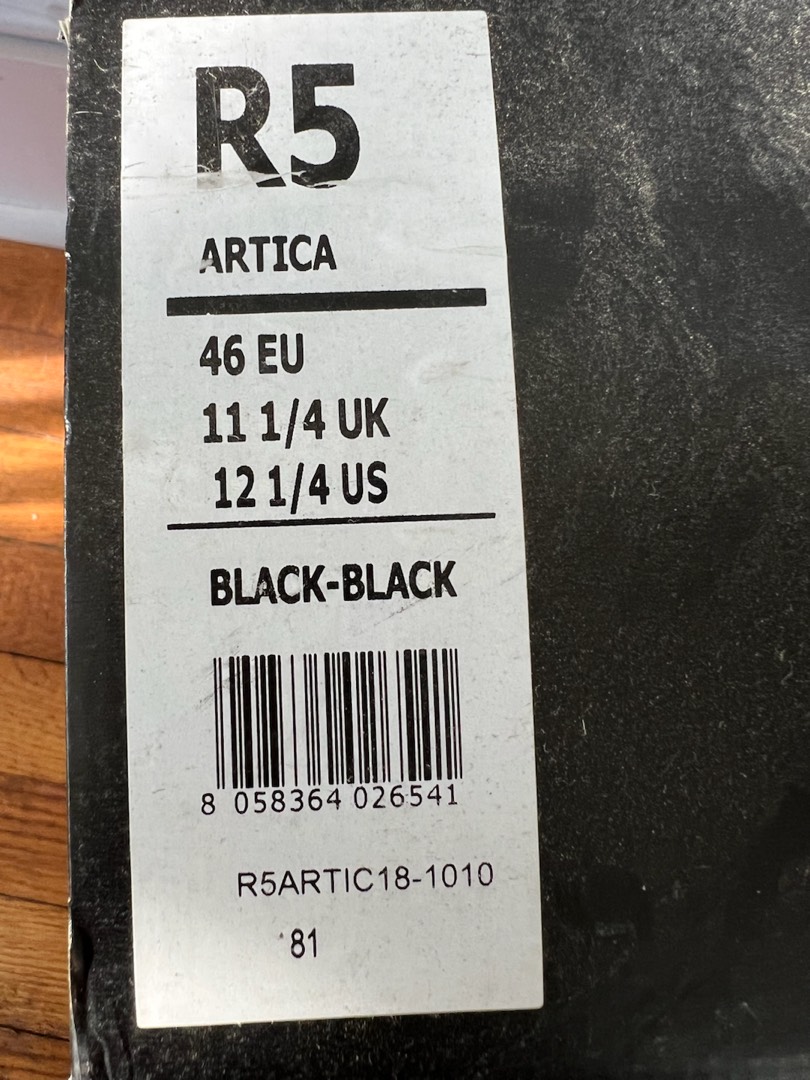 R5
ARTICA
46 EU
11 1/4 UK
12 1/4 US
BLACK-BLACK
8 058364 026541
R5ARTIC18-1010
81